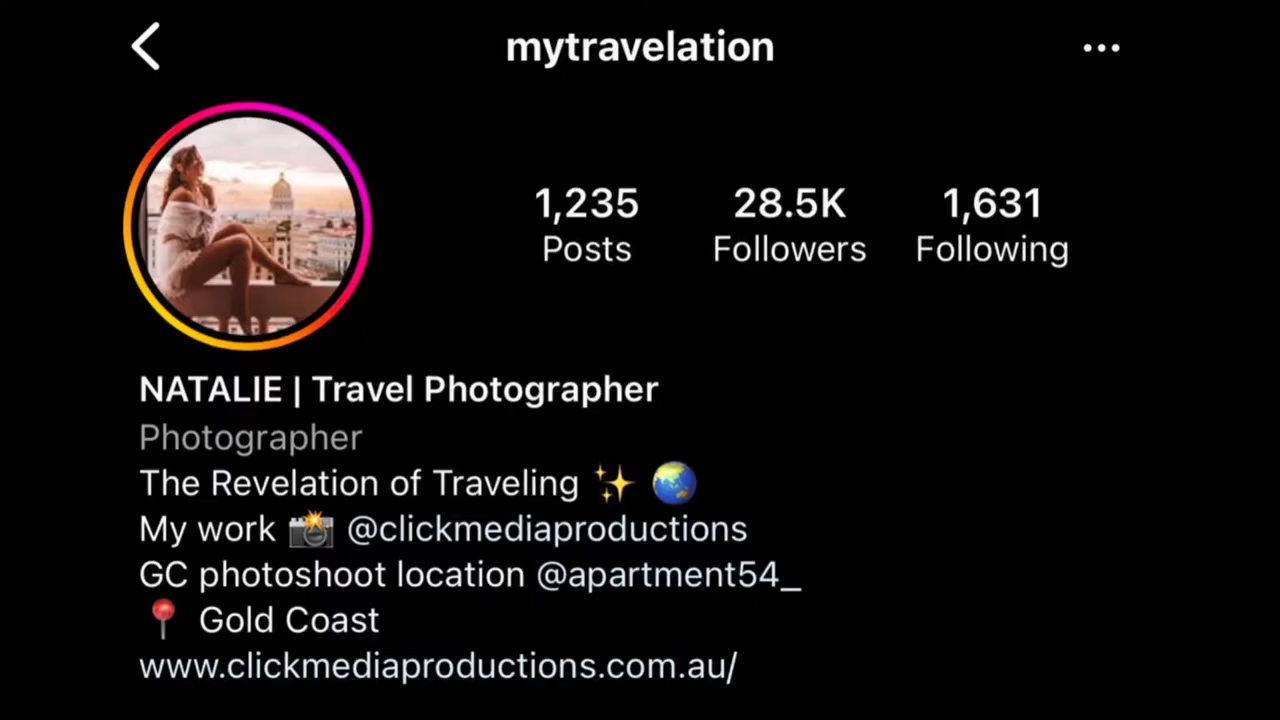 mytravelation
1,235 28.5K 1,631
Posts Followers Following
NATALIE | Travel Photographer
Photographer
The Revelation of Traveling ✨ 🌏
My work 📸 @clickmediaproductions
GC photoshoot location @apartment54_
📍 Gold Coast
www.clickmediaproductions.com.au/